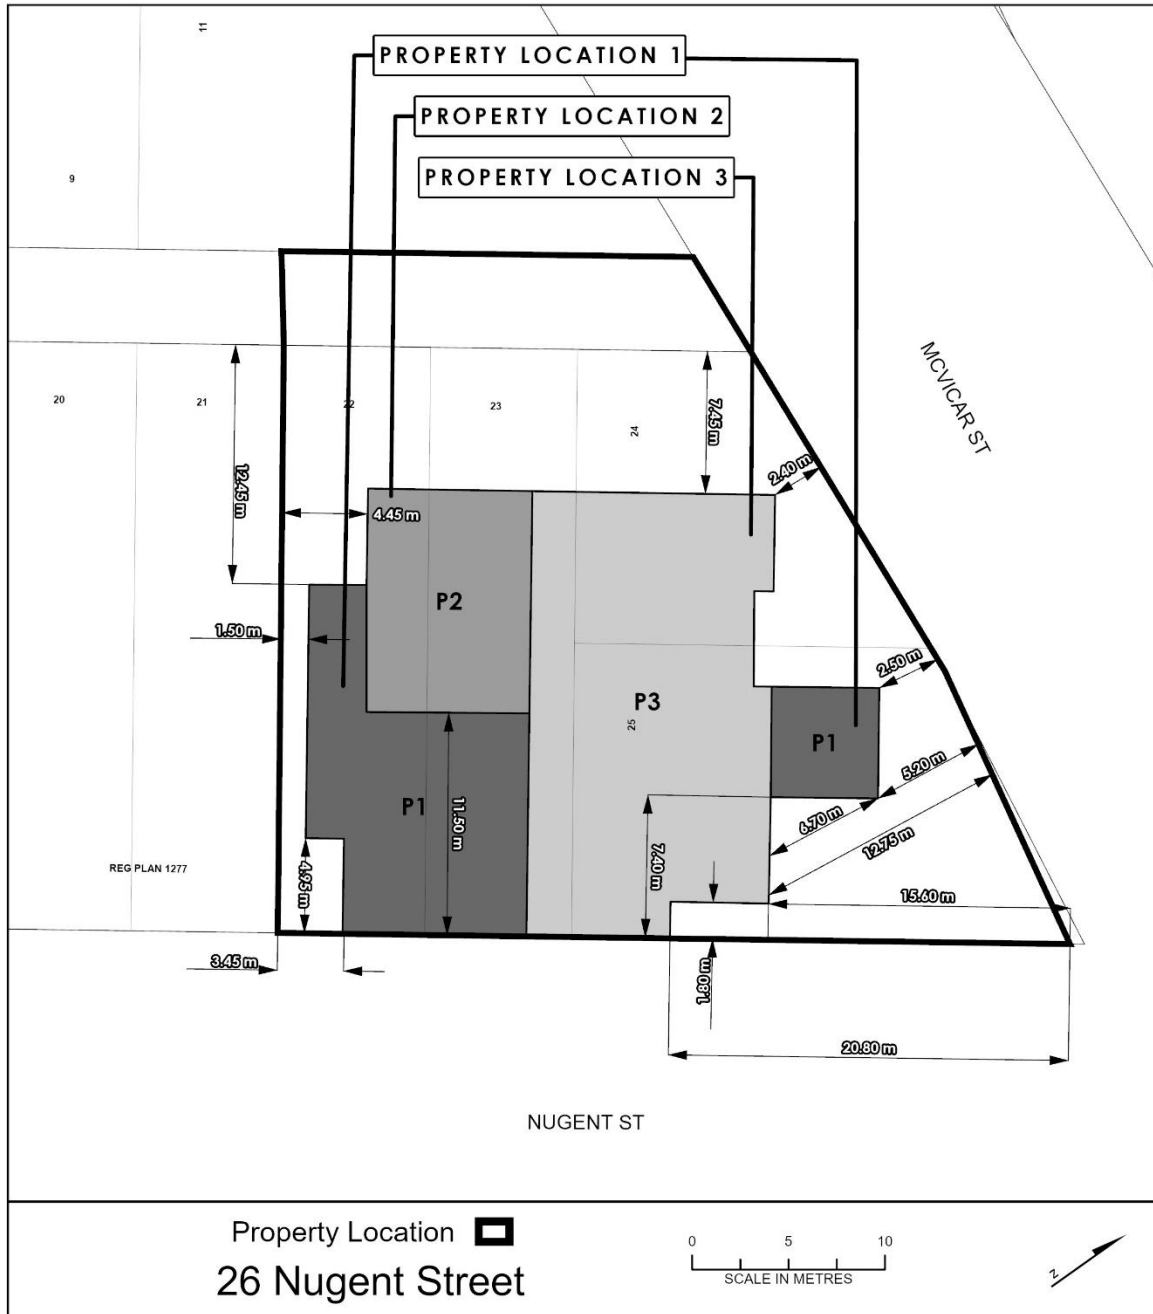 11
PROPERTY LOCATION 1
PROPERTY LOCATION 2
PROPERTY LOCATION 3
9
MCVICAR ST
20
21
22
23
24
7.45 m
2.40 m
12.45 m
4.45 m
P2
1.50 m
2.50 m
P3
25
P1
5.20 m
P1
11.50 m
6.70 m
12.75 m
7.40 m
REG PLAN 1277
4.95 m
15.60 m
3.45 m
1.80 m
20.80 m
NUGENT ST
Property Location
26 Nugent Street
0 5 10
SCALE IN METRES
Z